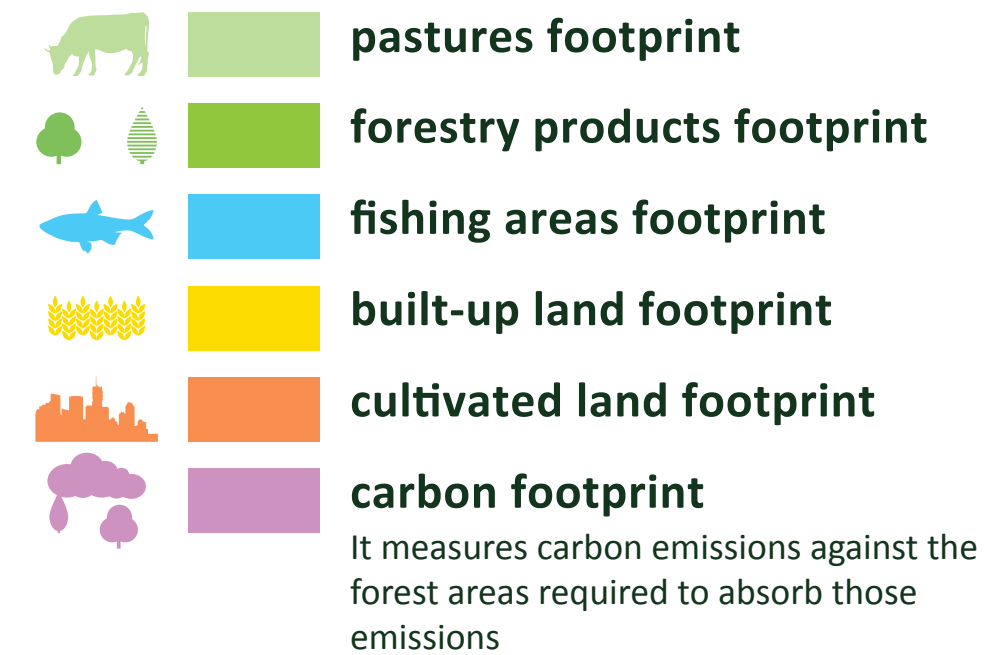 pastures footprint
forestry products footprint
fishing areas footprint
built-up land footprint
cultivated land footprint
carbon footprint
It measures carbon emissions against the
forest areas required to absorb those
emissions